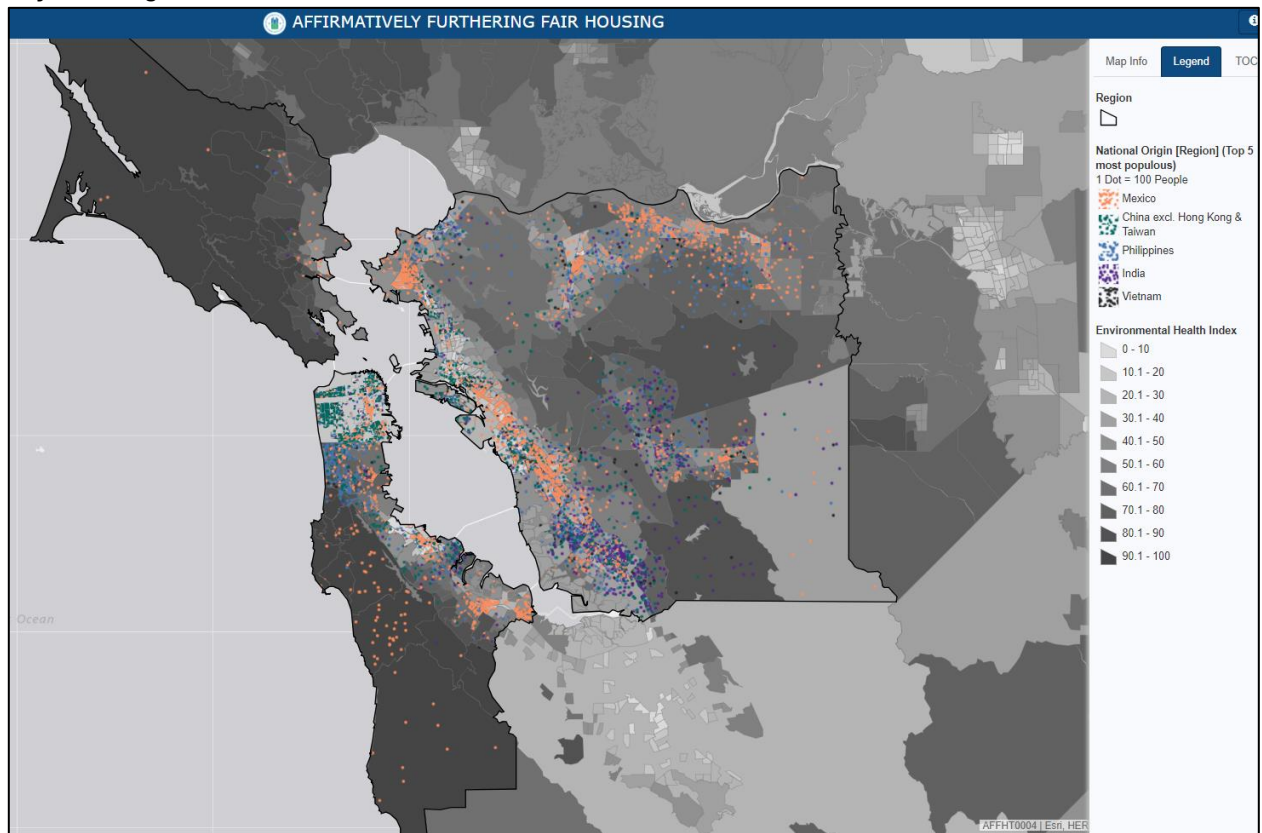 AFFIRMATIVELY FURTHERING FAIR HOUSING
Map Info Legend TOC
Region
National Origin [Region] (Top 5
most populous)
1 Dot = 100 People
Mexico
China excl. Hong Kong &
Taiwan
Philippines
India
Vietnam
Environmental Health Index
0 - 10
10.1 - 20
20.1 - 30
30.1 - 40
40.1 - 50
50.1 - 60
60.1 - 70
70.1 - 80
80.1 - 90
90.1 - 100
Ocean
AFFHT0004 | Esri, HER